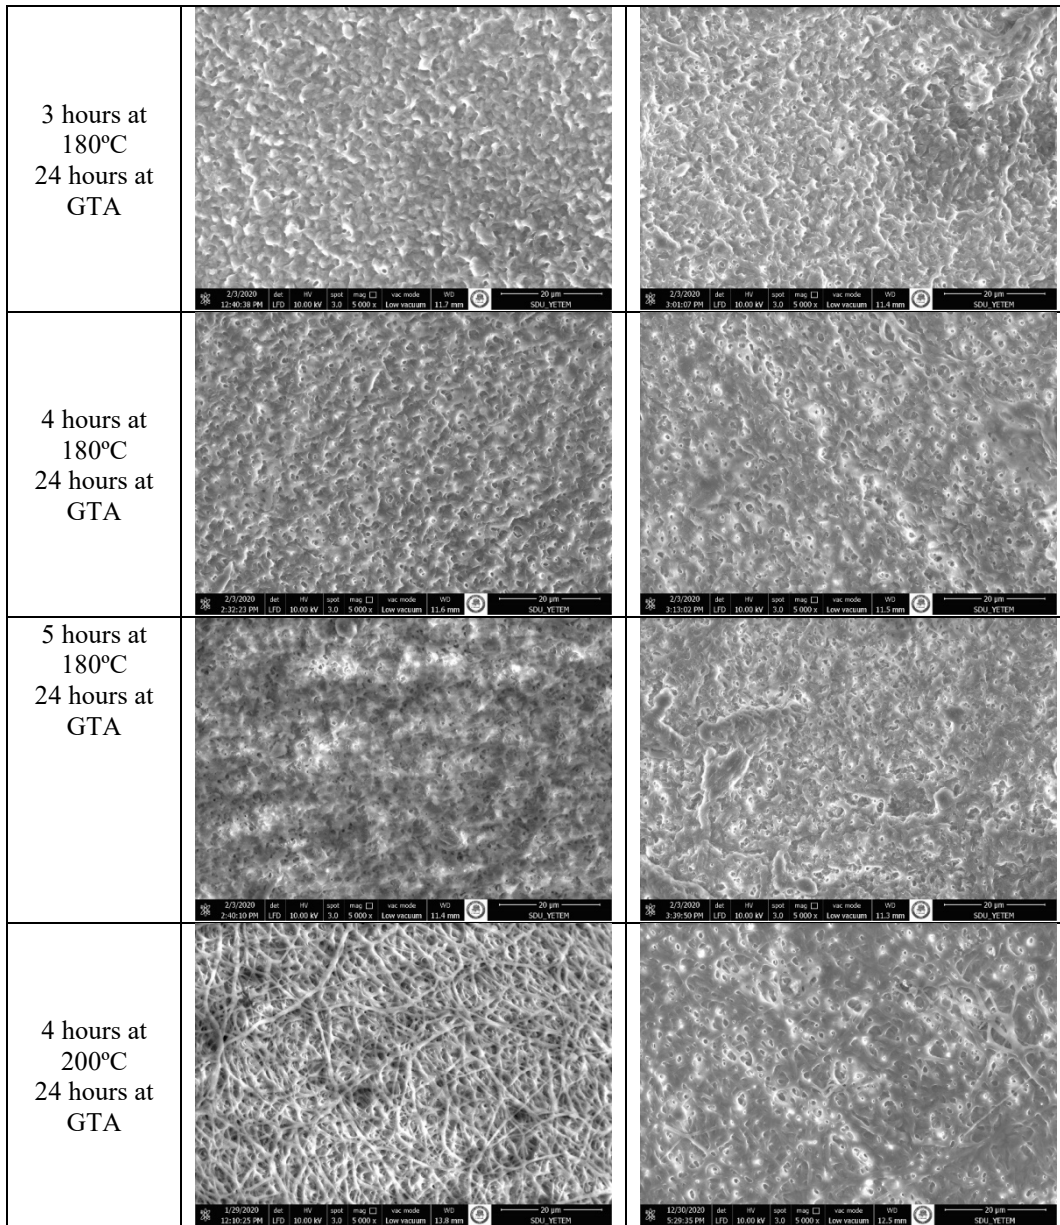 3 hours at
180ºC
24 hours at
GTA
2/3/2020 det HV spot mag vac mode WD 20 µm
12:40:38 PM LFD 10.00 kV 3.0 5 000 x Low vacuum 11.7 mm SDU_YETEM
2/3/2020 det HV spot mag vac mode WD 20 µm
3:01:07 PM LFD 10.00 kV 3.0 5 000 x Low vacuum 11.4 mm SDU_YETEM
4 hours at
180ºC
24 hours at
GTA
2/3/2020 det HV spot mag vac mode WD 20 µm
2:32:23 PM LFD 10.00 kV 3.0 5 000 x Low vacuum 11.6 mm SDU_YETEM
2/3/2020 det HV spot mag vac mode WD 20 µm
3:13:02 PM LFD 10.00 kV 3.0 5 000 x Low vacuum 11.5 mm SDU_YETEM
5 hours at
180ºC
24 hours at
GTA
2/3/2020 det HV spot mag vac mode WD 20 µm
2:40:10 PM LFD 10.00 kV 3.0 5 000 x Low vacuum 11.4 mm SDU_YETEM
2/3/2020 det HV spot mag vac mode WD 20 µm
3:39:50 PM LFD 10.00 kV 3.0 5 000 x Low vacuum 11.3 mm SDU_YETEM
4 hours at
200ºC
24 hours at
GTA
1/29/2020 det HV spot mag vac mode WD 20 µm
12:10:25 PM LFD 10.00 kV 3.0 5 000 x Low vacuum 13.8 mm SDU_YETEM
12/30/2020 det HV spot mag vac mode WD 20 µm
5:29:35 PM LFD 10.00 kV 3.0 5 000 x Low vacuum 12.5 mm SDU_YETEM